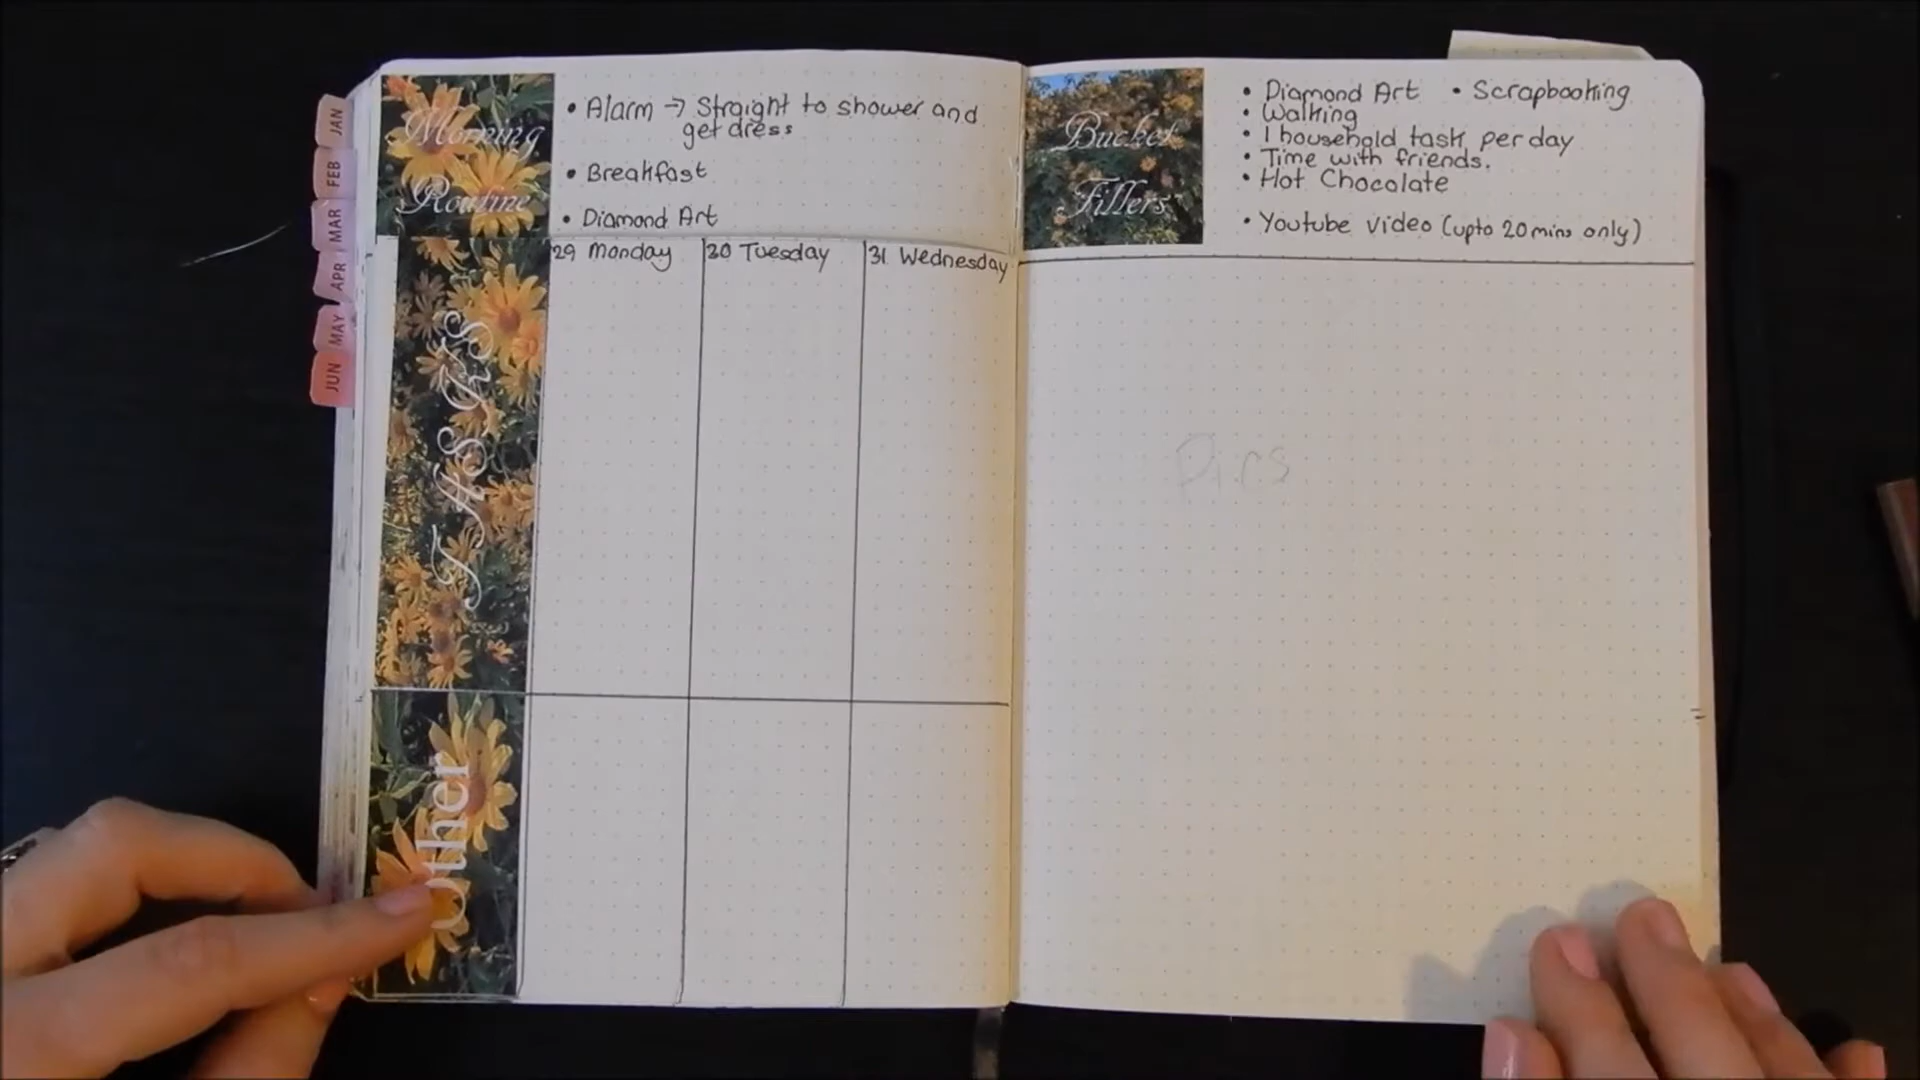 JAN
FEB
MAR
APR
MAY
JUN
Morning
Routine
• Alarm → Straight to shower and
get dress
• Breakfast
• Diamond Art
29 Monday
30 Tuesday
31 Wednesday
TASKS
Other
Bucket
Fillers
• Diamond Art • Scrapbooking
• Walking
• 1 household task per day
• Time with friends.
• Hot Chocolate
• Youtube video (upto 20 mins only)
Pics